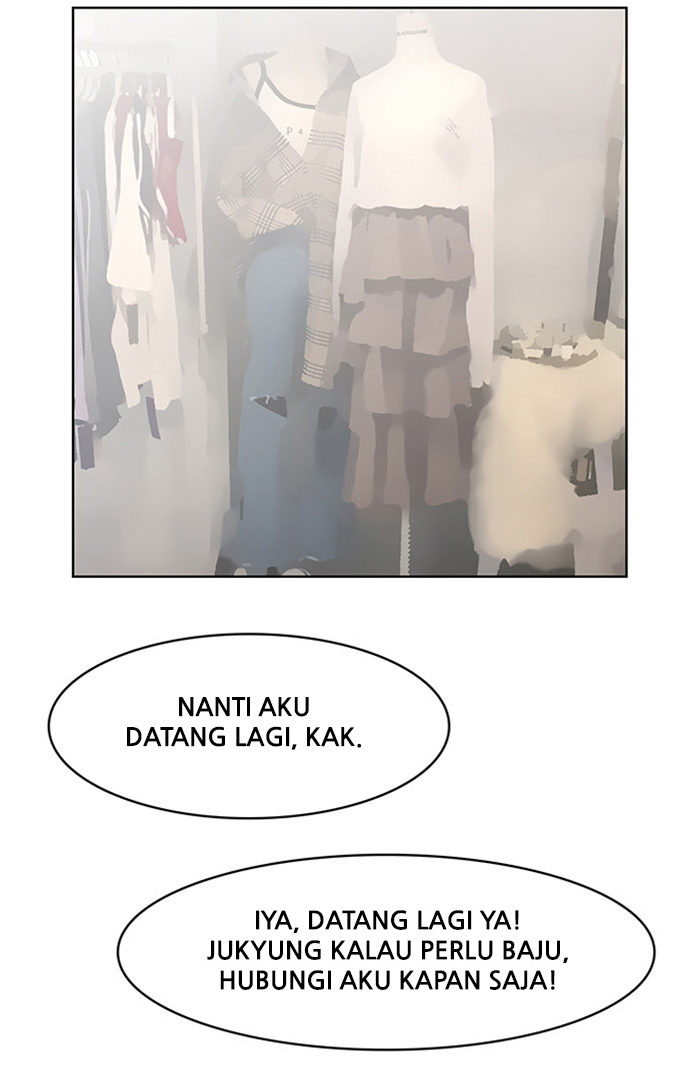 NANTI AKU
DATANG LAGI, KAK.
IYA, DATANG LAGI YA!
JUKYUNG KALAU PERLU BAJU,
HUBUNGI AKU KAPAN SAJA!